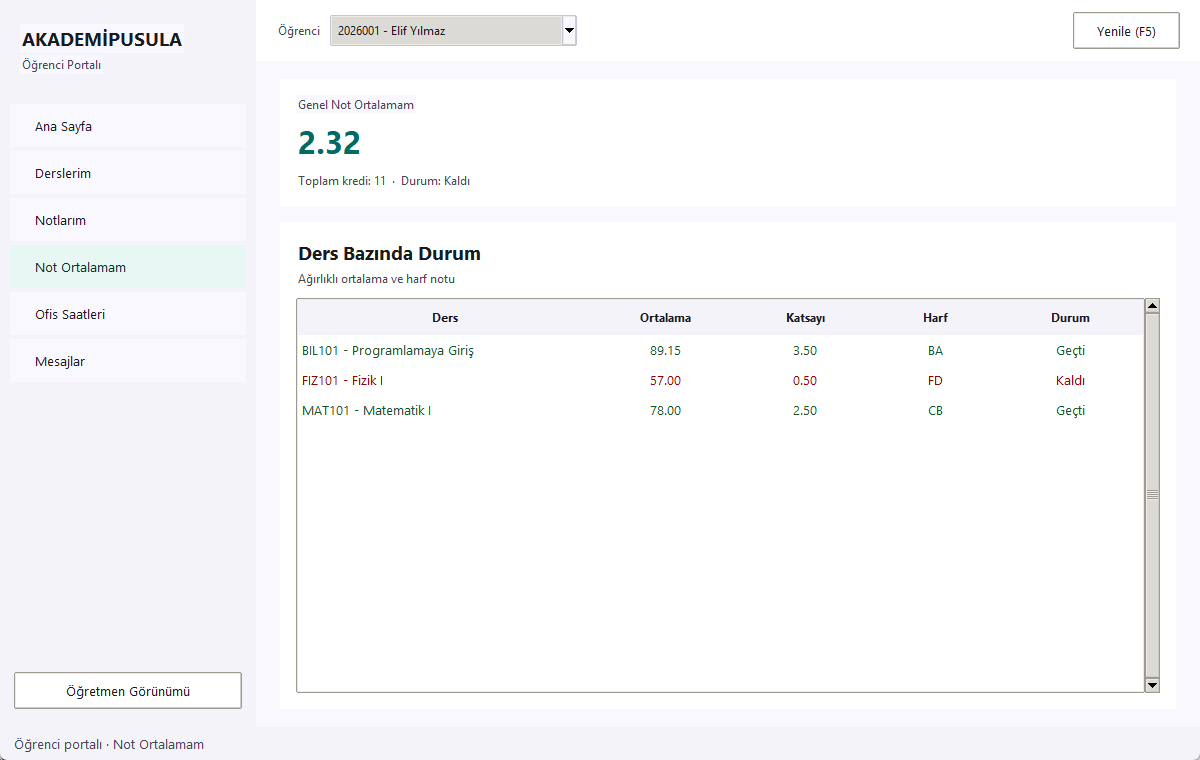 AKADEMİPUSULA
Öğrenci Portalı
Ana Sayfa
Derslerim
Notlarım
Not Ortalamam
Ofis Saatleri
Mesajlar
Öğretmen Görünümü
Öğrenci 2026001 - Elif Yılmaz Yenile (F5)
Genel Not Ortalamam
2.32
Toplam kredi: 11 · Durum: Kaldı
Ders Bazında Durum
Ağırlıklı ortalama ve harf notu
Ders Ortalama Katsayı Harf Durum
BIL101 - Programlamaya Giriş 89.15 3.50 BA Geçti
FIZ101 - Fizik I 57.00 0.50 FD Kaldı
MAT101 - Matematik I 78.00 2.50 CB Geçti
Öğrenci portalı · Not Ortalamam